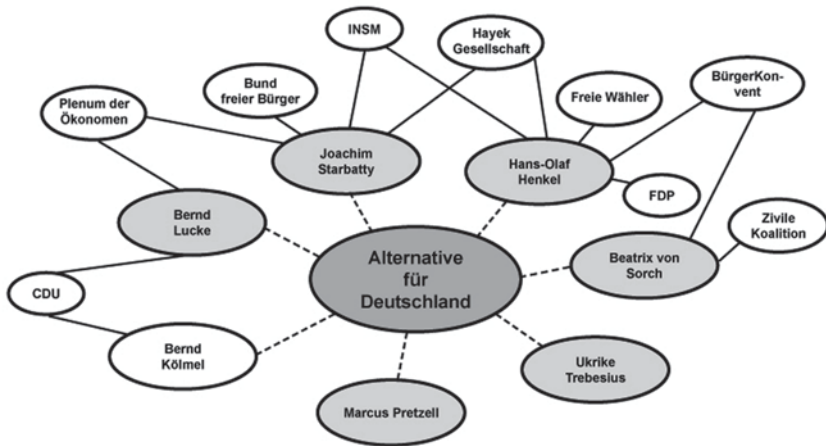 INSM
Hayek
Gesellschaft
Bund
freier Bürger
Freie Wähler
BürgerKon-
vent
Plenum der
Ökonomen
Joachim
Starbatty
Hans-Olaf
Henkel
FDP
Bernd
Lucke
Zivile
Koalition
Alternative
für
Deutschland
Beatrix von
Sorch
CDU
Bernd
Kölmel
Ukrike
Trebesius
Marcus Pretzell